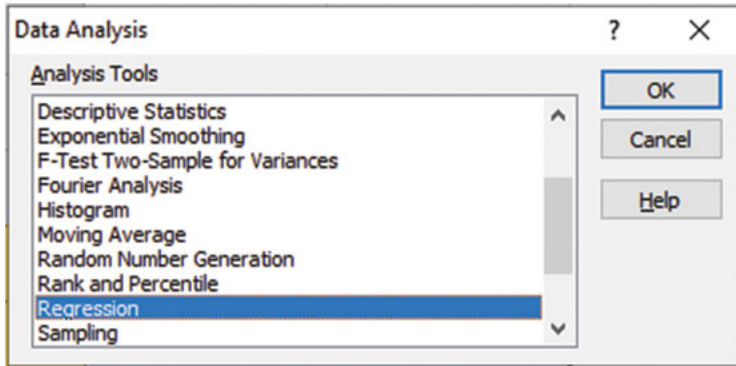 Data Analysis ? ×
Analysis Tools
Descriptive Statistics
Exponential Smoothing
F-Test Two-Sample for Variances
Fourier Analysis
Histogram
Moving Average
Random Number Generation
Rank and Percentile
Regression
Sampling
OK
Cancel
Help